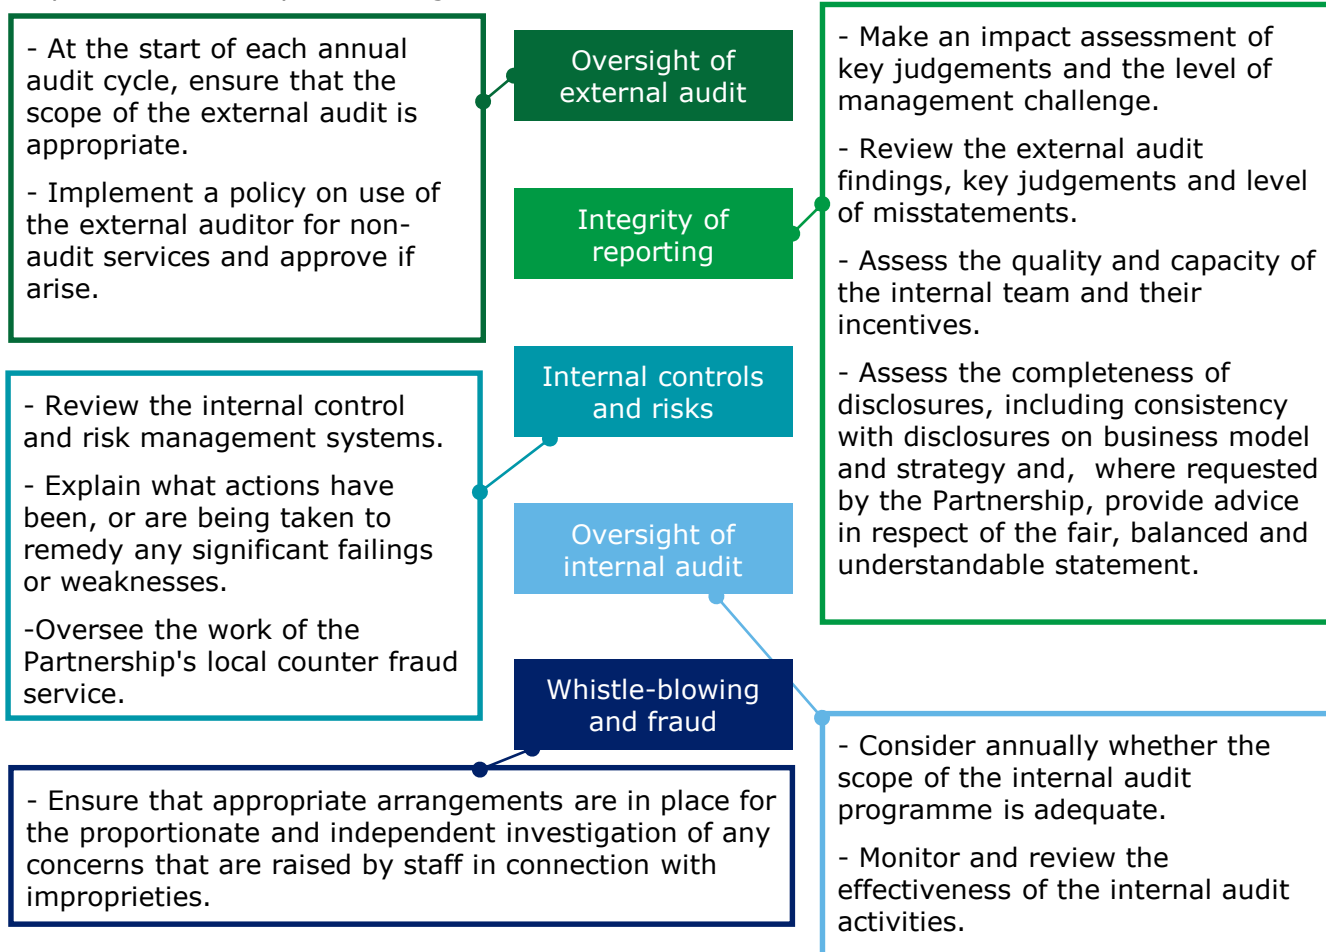 - At the start of each annual
audit cycle, ensure that the
scope of the external audit is
appropriate.
- Implement a policy on use of
the external auditor for non-
audit services and approve if
arise.
Oversight of
external audit
- Make an impact assessment of
key judgements and the level of
management challenge.
- Review the external audit
findings, key judgements and level
of misstatements.
- Assess the quality and capacity of
the internal team and their
incentives.
- Assess the completeness of
disclosures, including consistency
with disclosures on business model
and strategy and, where requested
by the Partnership, provide advice
in respect of the fair, balanced and
understandable statement.
Integrity of
reporting
Internal controls
and risks
- Review the internal control
and risk management systems.
- Explain what actions have
been, or are being taken to
remedy any significant failings
or weaknesses.
-Oversee the work of the
Partnership's local counter fraud
service.
Oversight of
internal audit
Whistle-blowing
and fraud
- Ensure that appropriate arrangements are in place for
the proportionate and independent investigation of any
concerns that are raised by staff in connection with
improprieties.
- Consider annually whether the
scope of the internal audit
programme is adequate.
- Monitor and review the
effectiveness of the internal audit
activities.